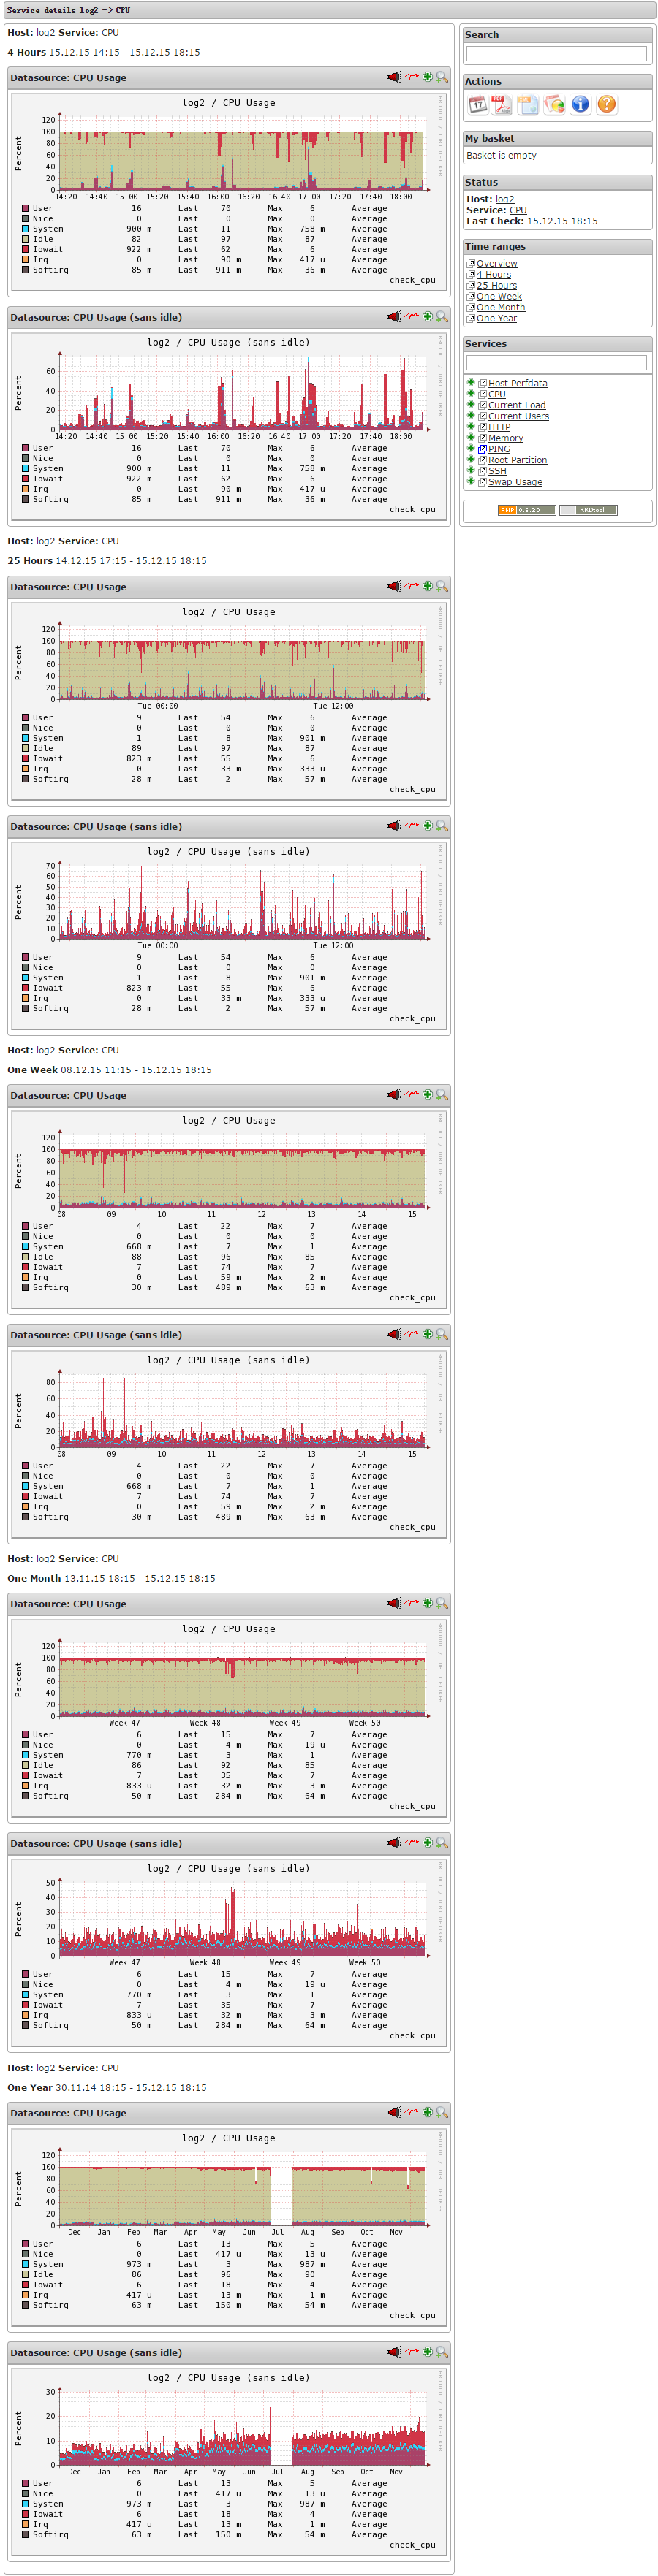 Service details log2 -> CPU
Host: log2 Service: CPU
4 Hours 15.12.15 14:15 - 15.12.15 18:15
Datasource: CPU Usage
log2 / CPU Usage
RRDTOOL / TOBI OETIKER
Percent
120
100
80
60
40
20
0
14:20 14:40 15:00 15:20 15:40 16:00 16:20 16:40 17:00 17:20 17:40 18:00
User 16 Last 70 Max 6 Average
Nice 0 Last 0 Max 0 Average
System 900 m Last 11 Max 758 m Average
Idle 82 Last 97 Max 87 Average
Iowait 922 m Last 62 Max 6 Average
Irq 0 Last 90 m Max 417 u Average
Softirq 85 m Last 911 m Max 36 m Average
check_cpu
Datasource: CPU Usage (sans idle)
log2 / CPU Usage (sans idle)
RRDTOOL / TOBI OETIKER
Percent
60
40
20
0
14:20 14:40 15:00 15:20 15:40 16:00 16:20 16:40 17:00 17:20 17:40 18:00
User 16 Last 70 Max 6 Average
Nice 0 Last 0 Max 0 Average
System 900 m Last 11 Max 758 m Average
Iowait 922 m Last 62 Max 6 Average
Irq 0 Last 90 m Max 417 u Average
Softirq 85 m Last 911 m Max 36 m Average
check_cpu
Host: log2 Service: CPU
25 Hours 14.12.15 17:15 - 15.12.15 18:15
Datasource: CPU Usage
log2 / CPU Usage
RRDTOOL / TOBI OETIKER
Percent
120
100
80
60
40
20
0
Tue 00:00 Tue 12:00
User 9 Last 54 Max 6 Average
Nice 0 Last 0 Max 0 Average
System 1 Last 8 Max 901 m Average
Idle 89 Last 97 Max 87 Average
Iowait 823 m Last 55 Max 6 Average
Irq 0 Last 33 m Max 333 u Average
Softirq 28 m Last 2 Max 57 m Average
check_cpu
Datasource: CPU Usage (sans idle)
log2 / CPU Usage (sans idle)
RRDTOOL / TOBI OETIKER
Percent
70
60
50
40
30
20
10
0
Tue 00:00 Tue 12:00
User 9 Last 54 Max 6 Average
Nice 0 Last 0 Max 0 Average
System 1 Last 8 Max 901 m Average
Iowait 823 m Last 55 Max 6 Average
Irq 0 Last 33 m Max 333 u Average
Softirq 28 m Last 2 Max 57 m Average
check_cpu
Host: log2 Service: CPU
One Week 08.12.15 11:15 - 15.12.15 18:15
Datasource: CPU Usage
log2 / CPU Usage
RRDTOOL / TOBI OETIKER
Percent
120
100
80
60
40
20
0
08 09 10 11 12 13 14 15
User 4 Last 22 Max 7 Average
Nice 0 Last 0 Max 0 Average
System 668 m Last 7 Max 1 Average
Idle 88 Last 96 Max 85 Average
Iowait 7 Last 74 Max 7 Average
Irq 0 Last 59 m Max 2 m Average
Softirq 30 m Last 489 m Max 63 m Average
check_cpu
Datasource: CPU Usage (sans idle)
log2 / CPU Usage (sans idle)
RRDTOOL / TOBI OETIKER
Percent
80
60
40
20
0
08 09 10 11 12 13 14 15
User 4 Last 22 Max 7 Average
Nice 0 Last 0 Max 0 Average
System 668 m Last 7 Max 1 Average
Iowait 7 Last 74 Max 7 Average
Irq 0 Last 59 m Max 2 m Average
Softirq 30 m Last 489 m Max 63 m Average
check_cpu
Host: log2 Service: CPU
One Month 13.11.15 18:15 - 15.12.15 18:15
Datasource: CPU Usage
log2 / CPU Usage
RRDTOOL / TOBI OETIKER
Percent
120
100
80
60
40
20
0
Week 47 Week 48 Week 49 Week 50
User 6 Last 15 Max 7 Average
Nice 0 Last 4 m Max 19 u Average
System 770 m Last 3 Max 1 Average
Idle 86 Last 92 Max 85 Average
Iowait 7 Last 35 Max 7 Average
Irq 833 u Last 32 m Max 3 m Average
Softirq 50 m Last 284 m Max 64 m Average
check_cpu
Datasource: CPU Usage (sans idle)
log2 / CPU Usage (sans idle)
RRDTOOL / TOBI OETIKER
Percent
50
40
30
20
10
0
Week 47 Week 48 Week 49 Week 50
User 6 Last 15 Max 7 Average
Nice 0 Last 4 m Max 19 u Average
System 770 m Last 3 Max 1 Average
Iowait 7 Last 35 Max 7 Average
Irq 833 u Last 32 m Max 3 m Average
Softirq 50 m Last 284 m Max 64 m Average
check_cpu
Host: log2 Service: CPU
One Year 30.11.14 18:15 - 15.12.15 18:15
Datasource: CPU Usage
log2 / CPU Usage
RRDTOOL / TOBI OETIKER
Percent
120
100
80
60
40
20
0
Dec Jan Feb Mar Apr May Jun Jul Aug Sep Oct Nov
User 6 Last 13 Max 5 Average
Nice 0 Last 417 u Max 13 u Average
System 973 m Last 3 Max 987 m Average
Idle 86 Last 96 Max 90 Average
Iowait 6 Last 18 Max 4 Average
Irq 417 u Last 13 m Max 1 m Average
Softirq 63 m Last 150 m Max 54 m Average
check_cpu
Datasource: CPU Usage (sans idle)
log2 / CPU Usage (sans idle)
RRDTOOL / TOBI OETIKER
Percent
30
20
10
0
Dec Jan Feb Mar Apr May Jun Jul Aug Sep Oct Nov
User 6 Last 13 Max 5 Average
Nice 0 Last 417 u Max 13 u Average
System 973 m Last 3 Max 987 m Average
Iowait 6 Last 18 Max 4 Average
Irq 417 u Last 13 m Max 1 m Average
Softirq 63 m Last 150 m Max 54 m Average
check_cpu
Search
Actions
17
PDF
My basket
Basket is empty
Status
Host: log2
Service: CPU
Last Check: 15.12.15 18:15
Time ranges
Overview
4 Hours
25 Hours
One Week
One Month
One Year
Services
Host Perfdata
CPU
Current Load
Current Users
HTTP
Memory
PING
Root Partition
SSH
Swap Usage
PNP 0.6.20 RRDtool